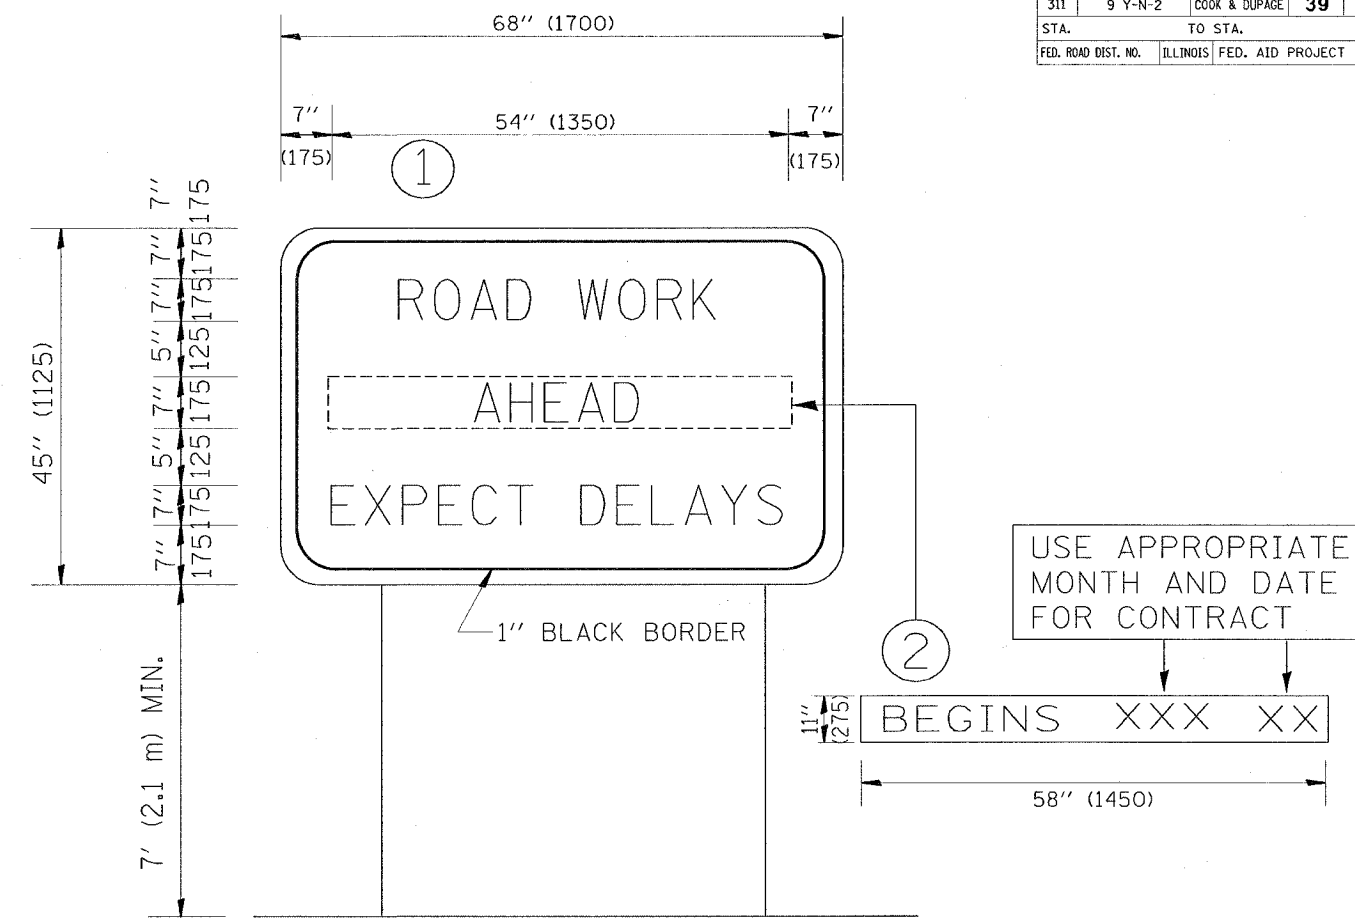 311 9 Y-N-2 COOK & DUPAGE 39
STA. TO STA.
FED. ROAD DIST. NO. ILLINOIS FED. AID PROJECT
68'' (1700)
7'' 54'' (1350) 7''
(175) (175)
1
7'' 175
7'' 175
7'' 175
5'' 125
7'' 175
5'' 125
7'' 175
7'' 175
45'' (1125)
ROAD WORK
AHEAD
EXPECT DELAYS
1'' BLACK BORDER
7' (2.1 m) MIN.
2
USE APPROPRIATE
MONTH AND DATE
FOR CONTRACT
11'' (275)
BEGINS XXX XX
58'' (1450)